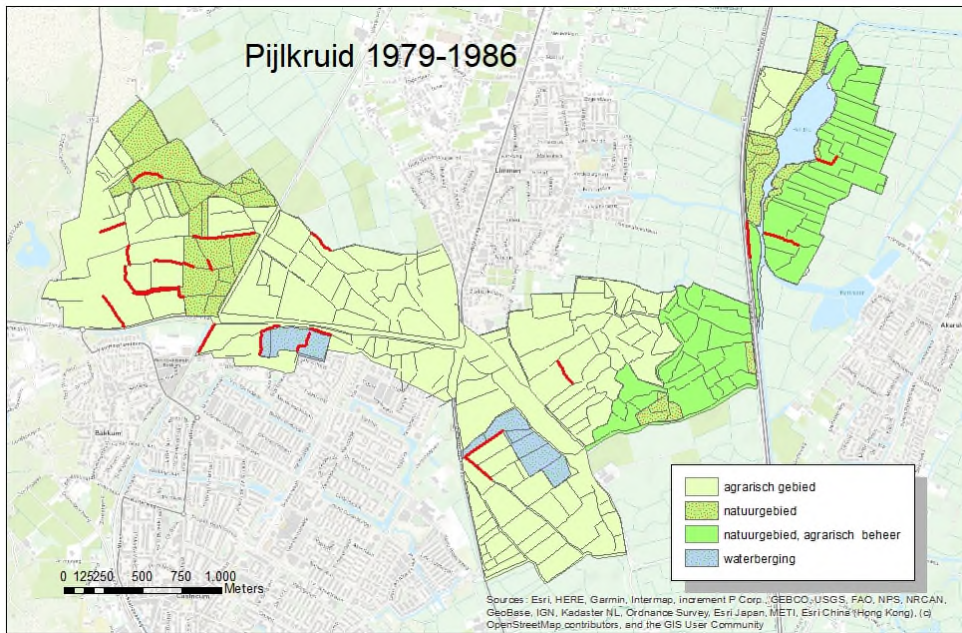 Pijlkruid 1979-1986
Limmen
Bakkum
Castricum
agrarisch gebied
natuurgebied
natuurgebied, agrarisch beheer
waterberging
0 125250 500 750 1.000
Meters
Sources: Esri, HERE, Garmin, Intermap, increment P Corp., GEBCO, USGS, FAO, NPS, NRCAN,
GeoBase, IGN, Kadaster NL, Ordnance Survey, Esri Japan, METI, Esri China (Hong Kong), (c)
OpenStreetMap contributors, and the GIS User Community